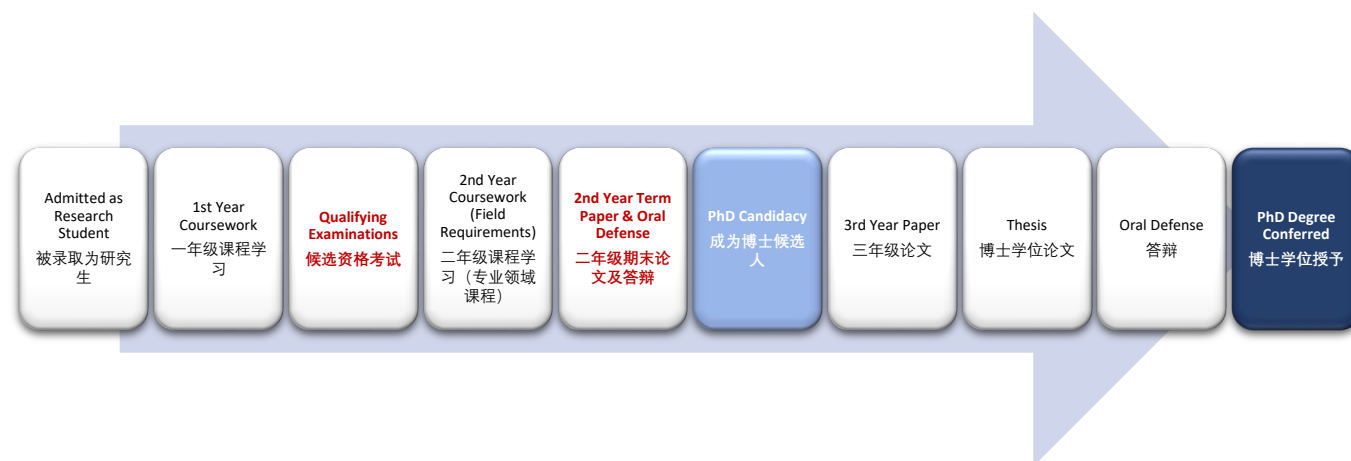 Admitted as
Research
Student
被录取为研究
生
1st Year
Coursework
一年级课程学
习
Qualifying
Examinations
候选资格考试
2nd Year
Coursework
(Field
Requirements)
二年级课程学
习（专业领域
课程）
2nd Year Term
Paper & Oral
Defense
二年级期末论
文及答辩
PhD Candidacy
成为博士候选
人
3rd Year Paper
三年级论文
Thesis
博士学位论文
Oral Defense
答辩
PhD Degree
Conferred
博士学位授予